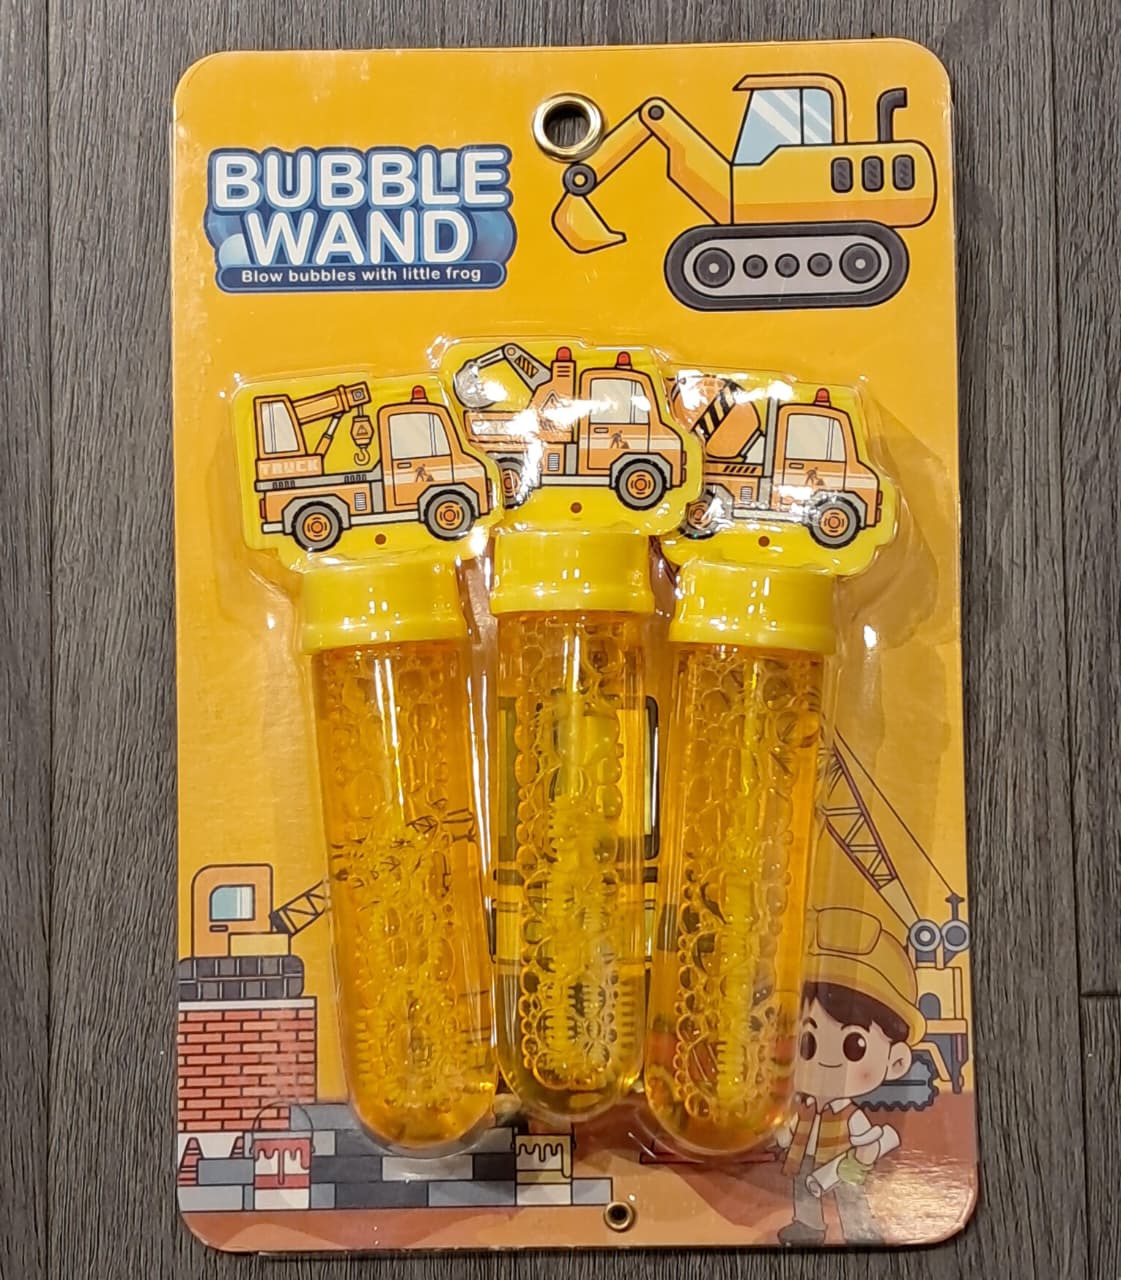 BUBBLE
WAND
Blow bubbles with little frog
TRUCK